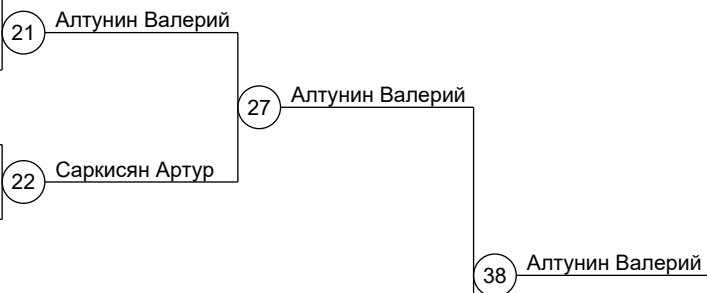 21 Алтунин Валерий
27 Алтунин Валерий
22 Саркисян Артур
38 Алтунин Валерий